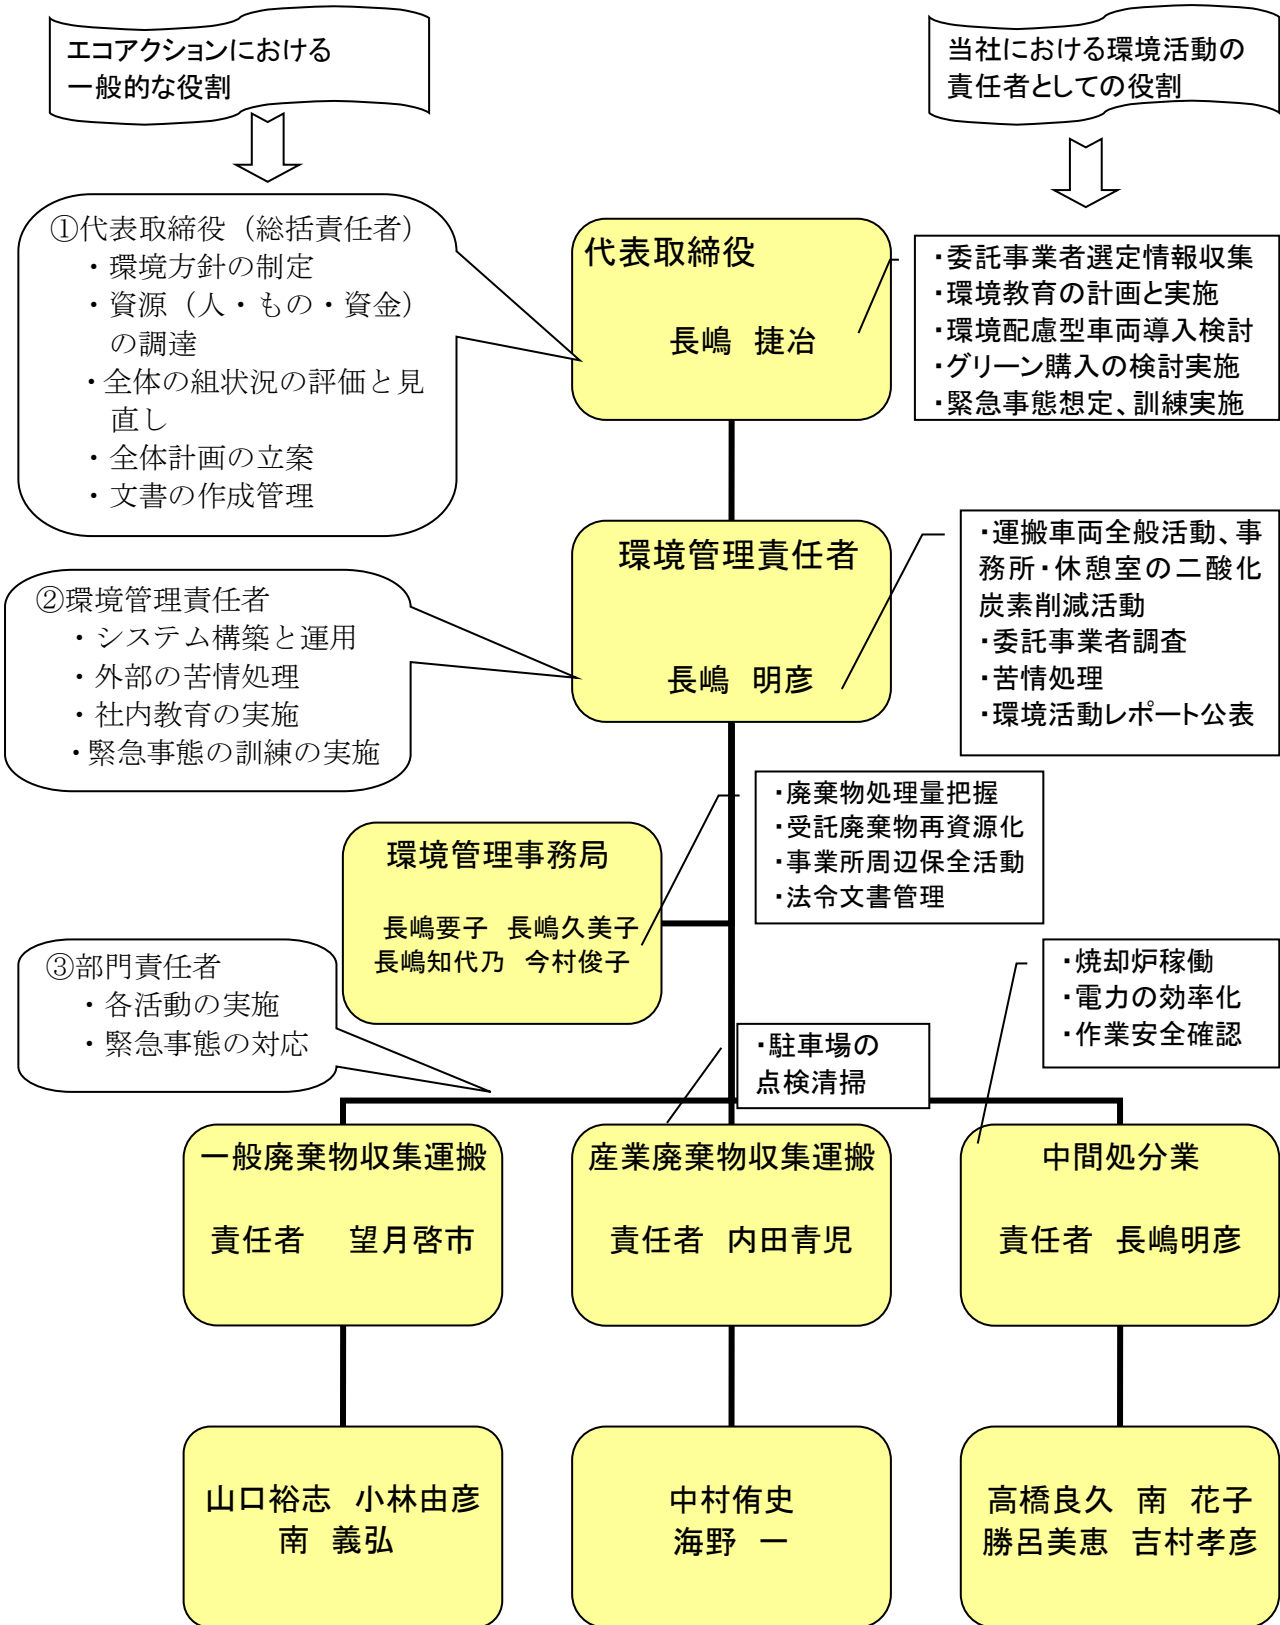 エコアクションにおける
一般的な役割
当社における環境活動の
責任者としての役割
①代表取締役（総括責任者）
・環境方針の制定
・資源（人・もの・資金）
の調達
・全体の組状況の評価と見
直し
・全体計画の立案
・文書の作成管理
代表取締役
長嶋 捷冶
・委託事業者選定情報収集
・環境教育の計画と実施
・環境配慮型車両導入検討
・グリーン購入の検討実施
・緊急事態想定、訓練実施
②環境管理責任者
・システム構築と運用
・外部の苦情処理
・社内教育の実施
・緊急事態の訓練の実施
環境管理責任者
長嶋 明彦
・運搬車両全般活動、事
務所・休憩室の二酸化
炭素削減活動
・委託事業者調査
・苦情処理
・環境活動レポート公表
環境管理事務局
長嶋要子 長嶋久美子
長嶋知代乃 今村俊子
・廃棄物処理量把握
・受託廃棄物再資源化
・事業所周辺保全活動
・法令文書管理
③部門責任者
・各活動の実施
・緊急事態の対応
・駐車場の
点検清掃
・焼却炉稼働
・電力の効率化
・作業安全確認
一般廃棄物収集運搬
責任者 望月啓市
産業廃棄物収集運搬
責任者 内田青児
中間処分業
責任者 長嶋明彦
山口裕志 小林由彦
南 義弘
中村侑史
海野 一
高橋良久 南 花子
勝呂美恵 吉村孝彦